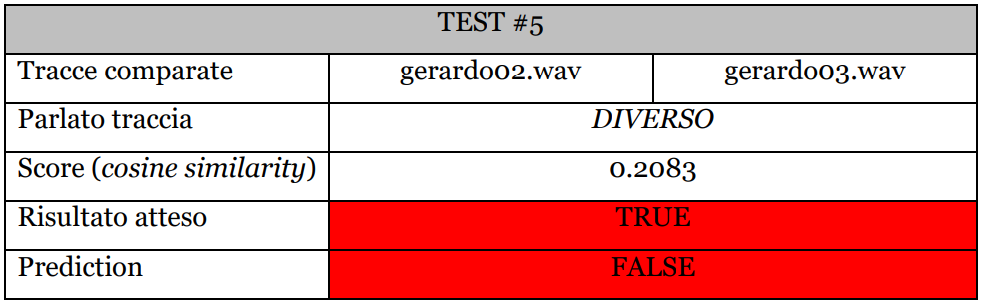 TEST #5
Tracce comparate gerardo02.wav gerardo03.wav
Parlato traccia DIVERSO
Score (cosine similarity) 0.2083
Risultato atteso TRUE
Prediction FALSE